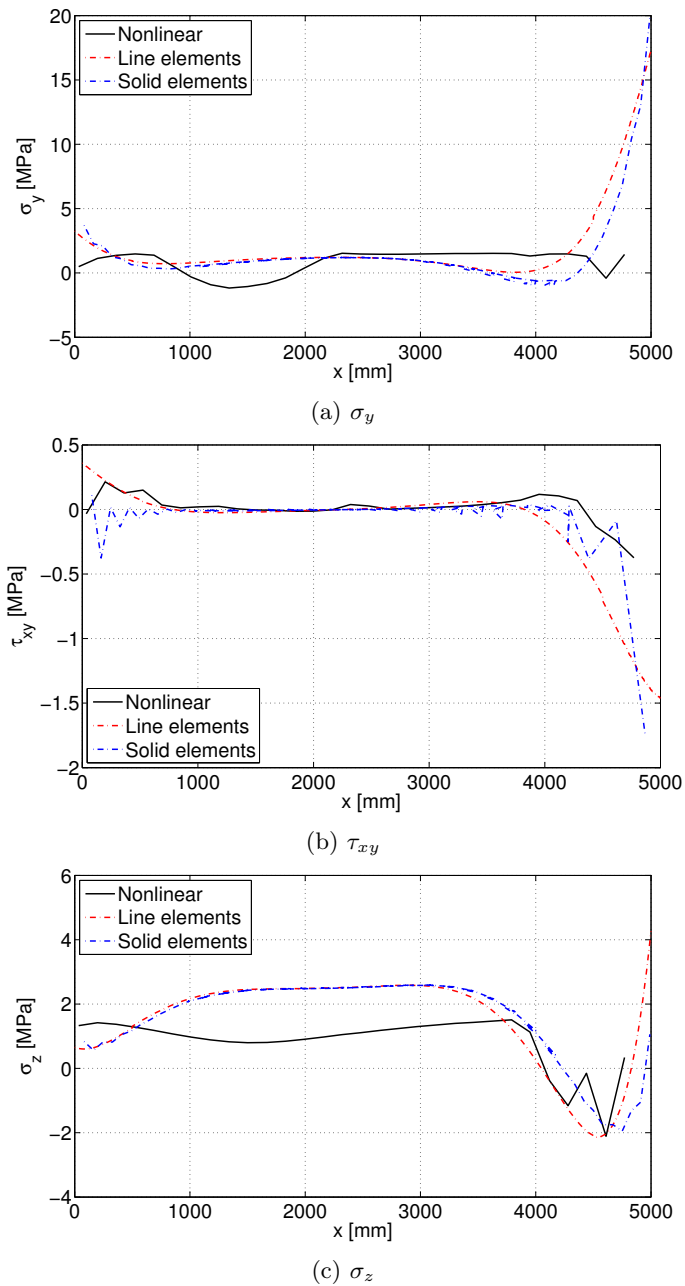 20
15
10
5
0
−5
σy [MPa]
Nonlinear
Line elements
Solid elements
0 1000 2000 3000 4000 5000
x [mm]
(a) σy
0.5
0
−0.5
−1
−1.5
−2
τxy [MPa]
Nonlinear
Line elements
Solid elements
0 1000 2000 3000 4000 5000
x [mm]
(b) τxy
6
4
2
0
−2
−4
σz [MPa]
Nonlinear
Line elements
Solid elements
0 1000 2000 3000 4000 5000
x [mm]
(c) σz